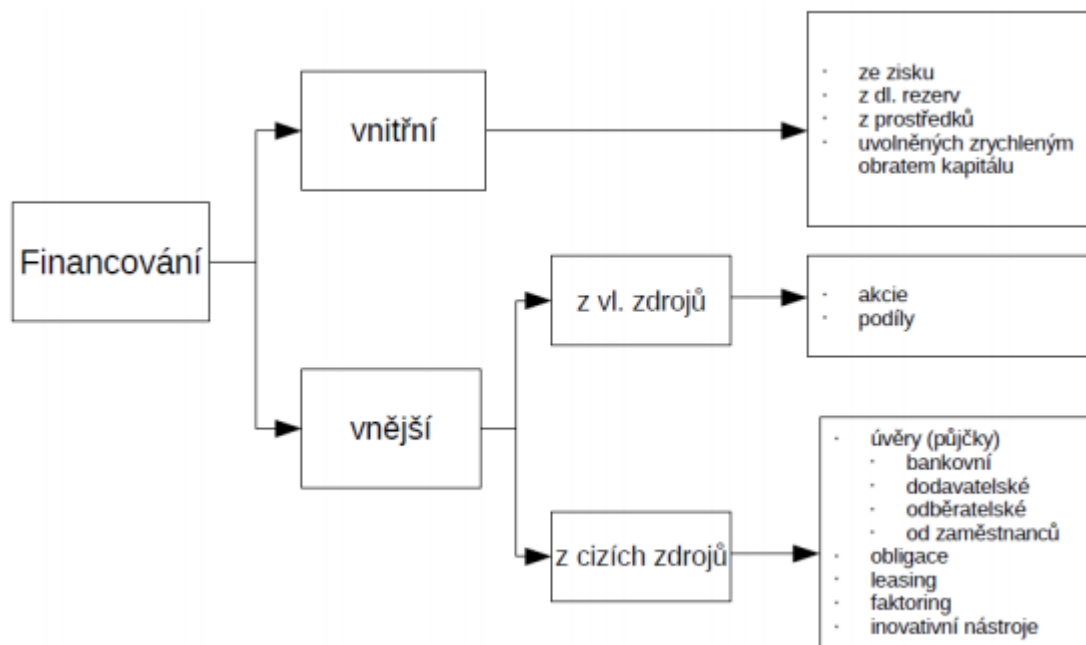 Financování
vnitřní
ze zisku
z dl. rezerv
z prostředků
uvolněných zrychleným
obratem kapitálu
vnější
z vl. zdrojů
akcie
podíly
z cizích zdrojů
úvěry (půjčky)
bankovní
dodavatelské
odběratelské
od zaměstnanců
obligace
leasing
faktoring
inovativní nástroje